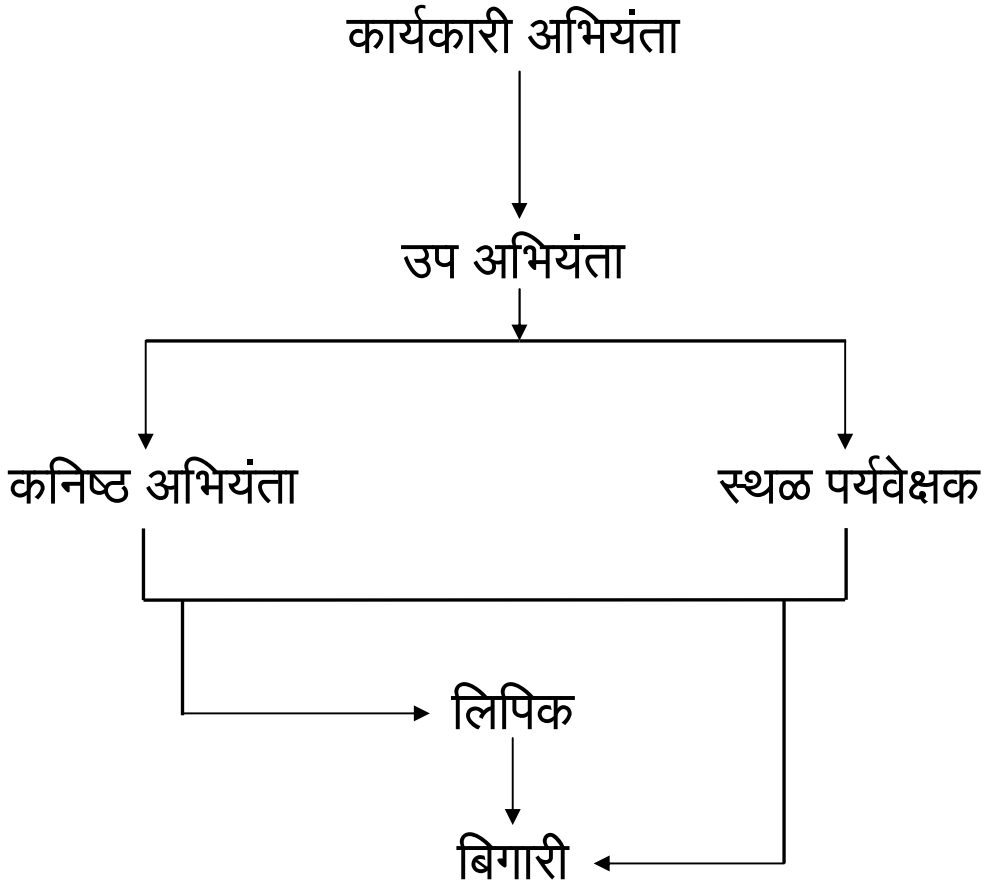 कार्यकारी अभियंता
उप अभियंता
कनिष्ठ अभियंता
स्थळ पर्यवेक्षक
लिपिक
बिगारी